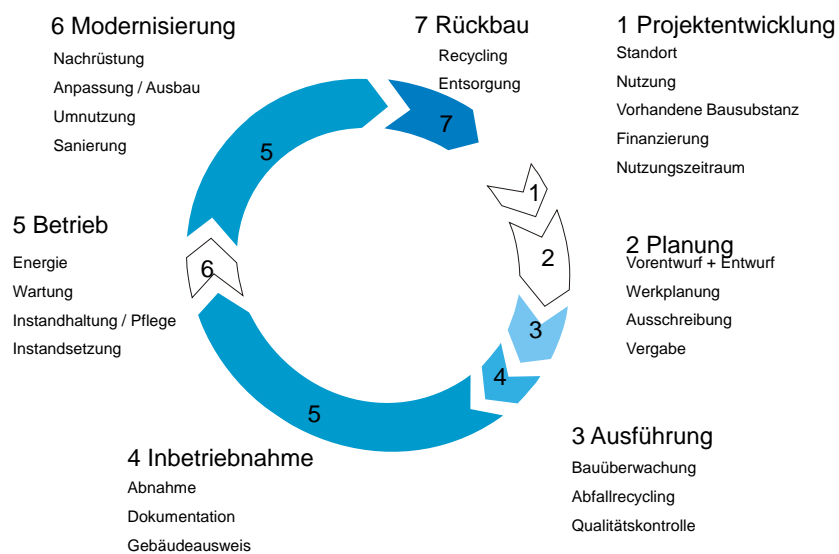 6 Modernisierung
Nachrüstung
Anpassung / Ausbau
Umnutzung
Sanierung
7 Rückbau
Recycling
Entsorgung
1 Projektentwicklung
Standort
Nutzung
Vorhandene Bausubstanz
Finanzierung
Nutzungszeitraum
5 Betrieb
Energie
Wartung
Instandhaltung / Pflege
Instandsetzung
2 Planung
Vorentwurf + Entwurf
Werkplanung
Ausschreibung
Vergabe
4 Inbetriebnahme
Abnahme
Dokumentation
Gebäudeausweis
3 Ausführung
Bauüberwachung
Abfallrecycling
Qualitätskontrolle
7
5
1
2
6
3
4
5